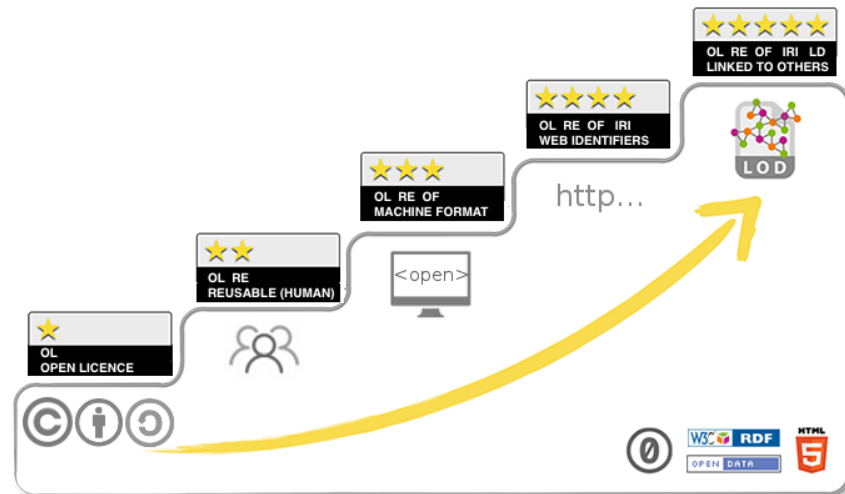 OL RE OF IRI LD
LINKED TO OTHERS
OL RE OF IRI
WEB IDENTIFIERS
LOD
OL RE OF
MACHINE FORMAT
http...
OL RE
REUSABLE (HUMAN)
<open>
OL
OPEN LICENCE
HTML
W3C RDF
5
OPEN DATA
0